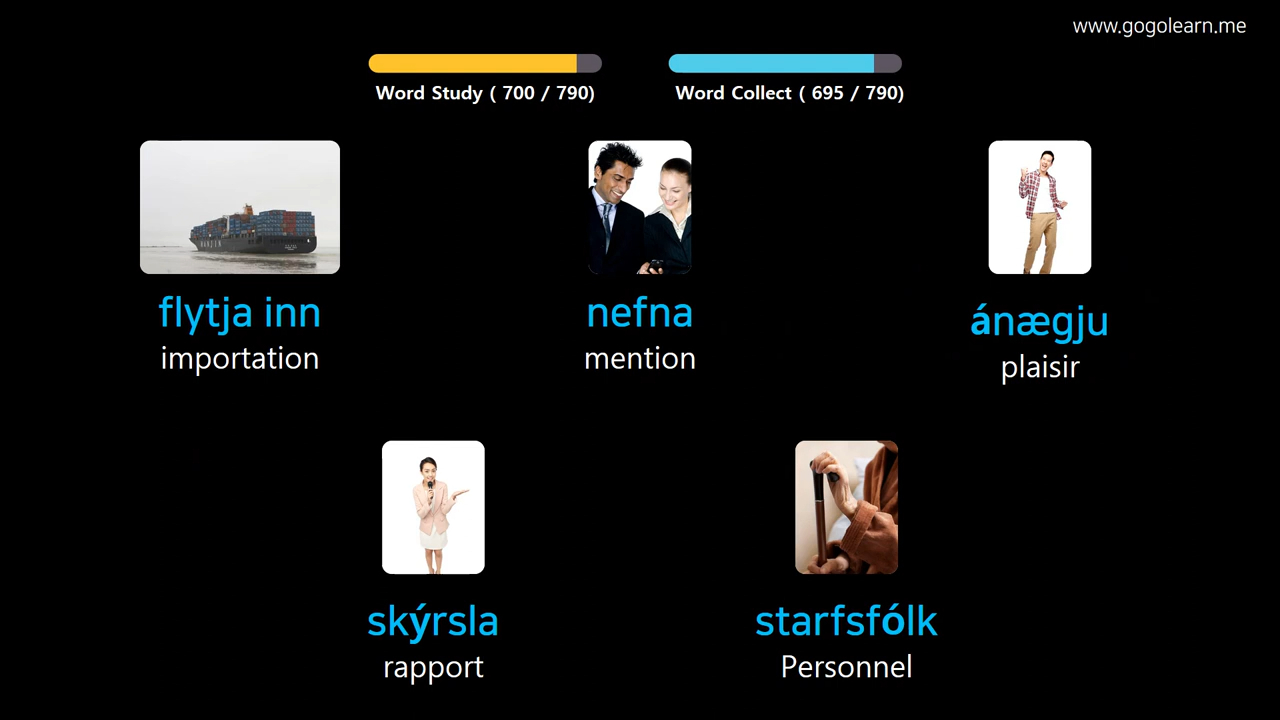 www.gogolearn.me
Word Study ( 700 / 790)
Word Collect ( 695 / 790)
flytja inn
importation
nefna
mention
ánægju
plaisir
skýrsla
rapport
starfsfólk
Personnel